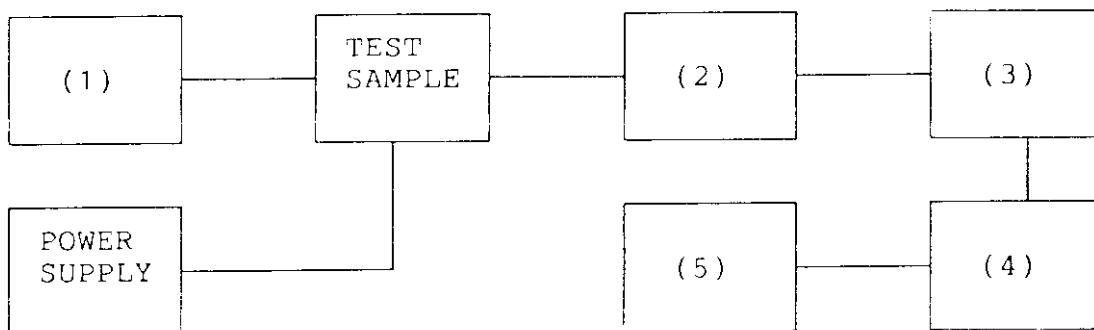 (1)
TEST
SAMPLE
(2)
(3)
POWER
SUPPLY
(5)
(4)